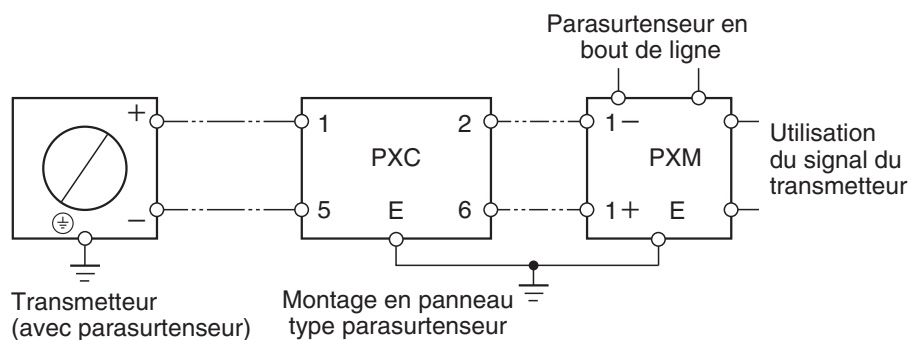 Parasurtenseur en
bout de ligne
+
1
2
1 –
PXC
PXM
Utilisation
du signal du
transmetteur
–
5
E
6
1+
E
Transmetteur
(avec parasurtenseur)
Montage en panneau
type parasurtenseur